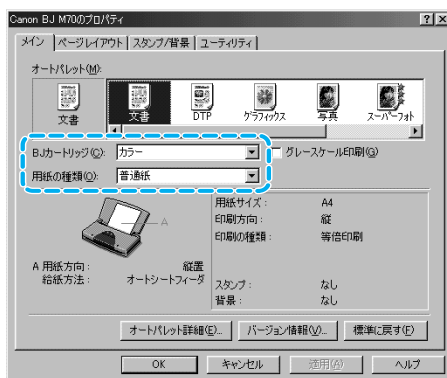 Canon BJ M70のプロパティ
メイン ページレイアウト スタンプ/背景 ユーティリティ
オートパレット(M):
文書 文書 DTP グラフィックス 写真 スーパーフォト
BJカートリッジ(C): カラー グレースケール印刷(G)
用紙の種類(O): 普通紙
A
用紙サイズ: A4
印刷方向: 縦
印刷の種類: 等倍印刷
A 用紙方向: 縦置
給紙方法: オートシートフィーダ
スタンプ: なし
背景: なし
オートパレット詳細(E)... バージョン情報(V)... 標準に戻す(F)
OK キャンセル 適用(A) ヘルプ